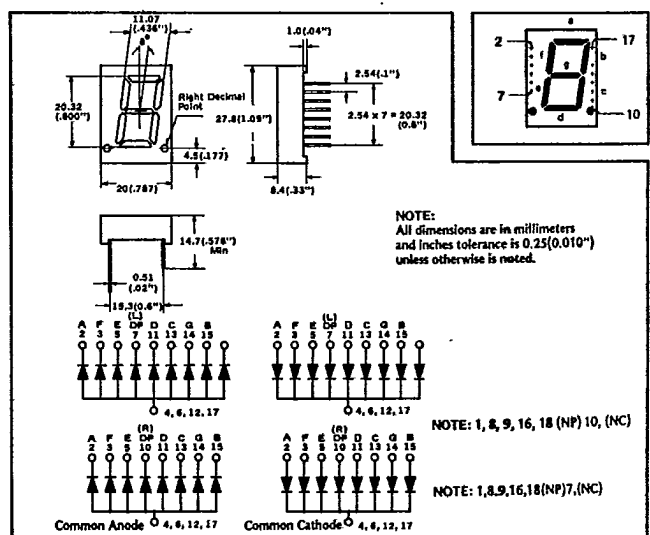 11.07
(.436")
8°
20.32
(.800")
Right Decimal
Point
4.5(.177)
20(.787)
1.0(.04")
2.54(.1")
27.8(1.09")
2.54 x 7 = 20.32
(0.8")
8.4(.33")
a
2
17
f
b
g
7
e
c
d
10
14.7(.578")
Min
0.51
(.02")
15.3(0.6")
NOTE:
All dimensions are in millimeters
and inches tolerance is 0.25(0.010")
unless otherwise is noted.
(L)
A F E DP D C G B
2 3 5 7 11 13 14 15
4, 6, 12, 17
(L)
A F E DP D C G B
2 3 5 7 11 13 14 15
4, 6, 12, 17
NOTE: 1, 8, 9, 16, 18 (NP) 10, (NC)
(R)
A F E DP D C G B
2 3 5 10 11 13 14 15
Common Anode 4, 6, 12, 17
(R)
A F E DP D C G B
2 3 5 10 11 13 14 15
Common Cathode 4, 6, 12, 17
NOTE: 1,8,9,16,18(NP)7,(NC)